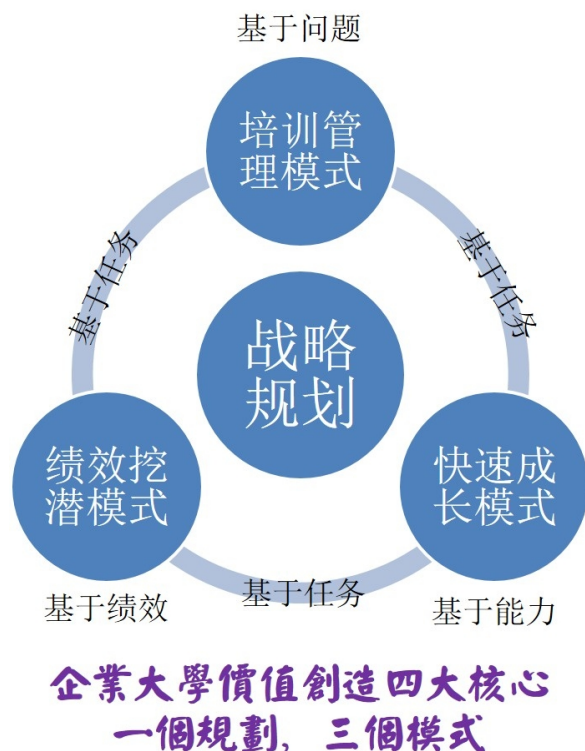 基于问题
培训管
理模式
基于任务
基于任务
战略
规划
绩效挖
潜模式
快速成
长模式
基于绩效
基于任务
基于能力
企業大學價值創造四大核心
一個規劃,三個模式